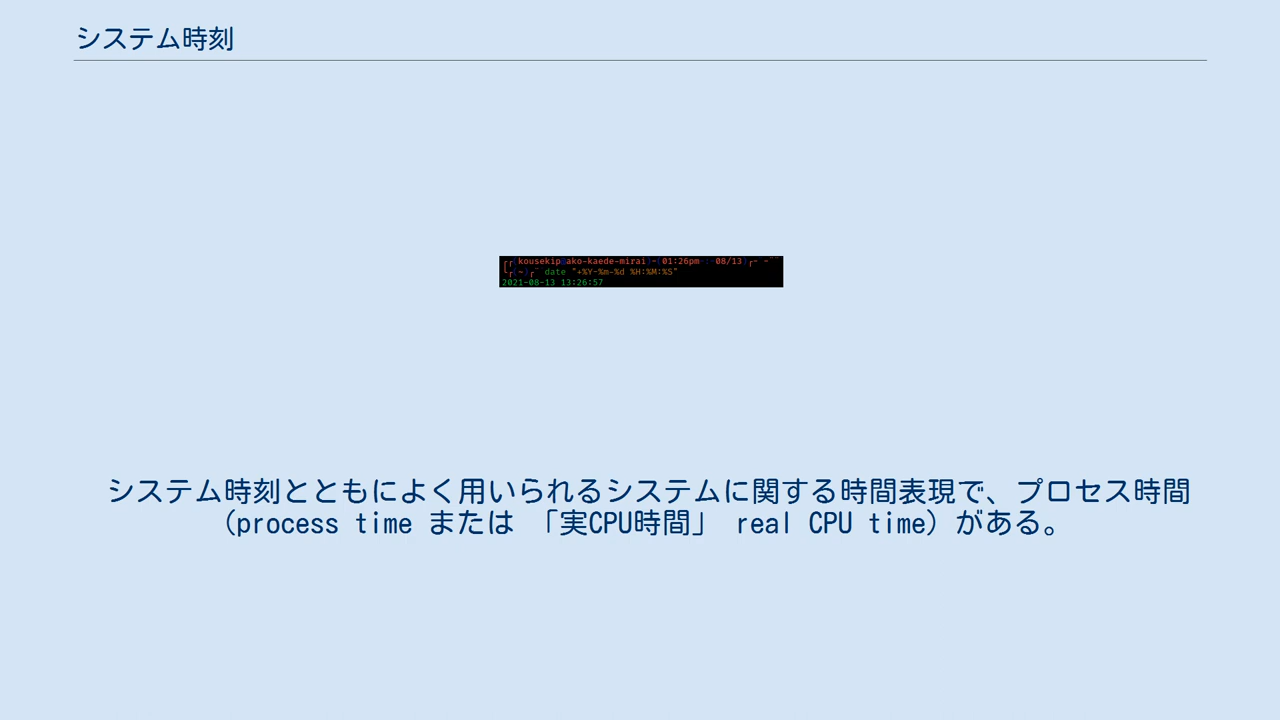 システム時刻
kousekip@ako-kaede-mirai)-(01:26pm 08/13)
(~) date "+%Y-%m-%d %H:%M:%S"
2021-08-13 13:26:57
システム時刻とともによく用いられるシステムに関する時間表現で、プロセス時間
(process time または 「実CPU時間」 real CPU time) がある。